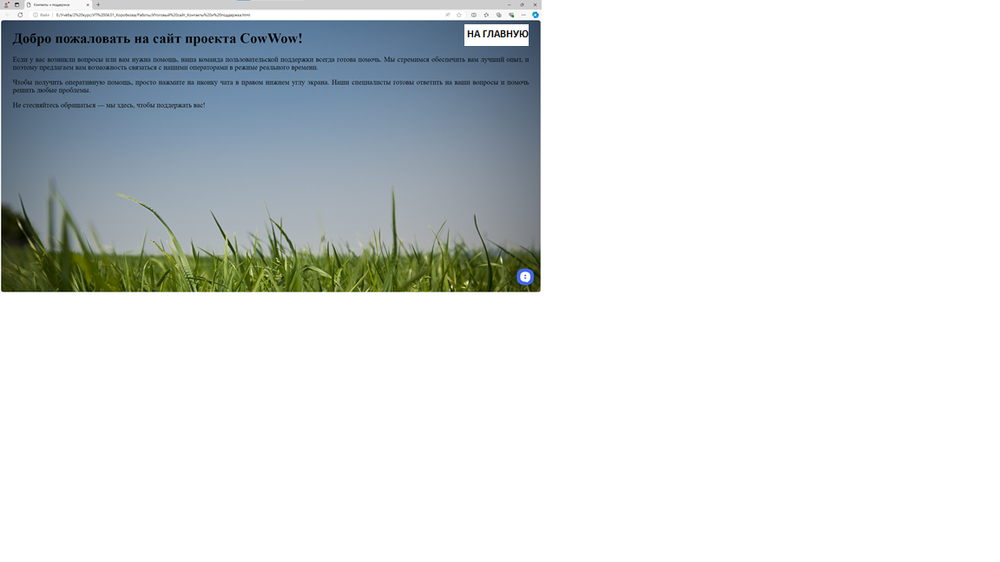 Контакты и поддержка
Файл
E:/Учеба/2%20курс/УП%2004.01_Коробкова/Работы/Итоговый%20сайт_Контакты%20и%20поддержка.html
НА ГЛАВНУЮ
Добро пожаловать на сайт проекта CowWow!
Если у вас возникли вопросы или вам нужна помощь, наша команда пользовательской поддержки всегда готова помочь. Мы стремимся обеспечить вам лучший опыт, и
поэтому предлагаем вам возможность связаться с нашими операторами в режиме реального времени.
Чтобы получить оперативную помощь, просто нажмите на иконку чата в правом нижнем углу экрана. Наши специалисты готовы ответить на ваши вопросы и помочь
решить любые проблемы.
Не стесняйтесь обращаться — мы здесь, чтобы поддержать вас!